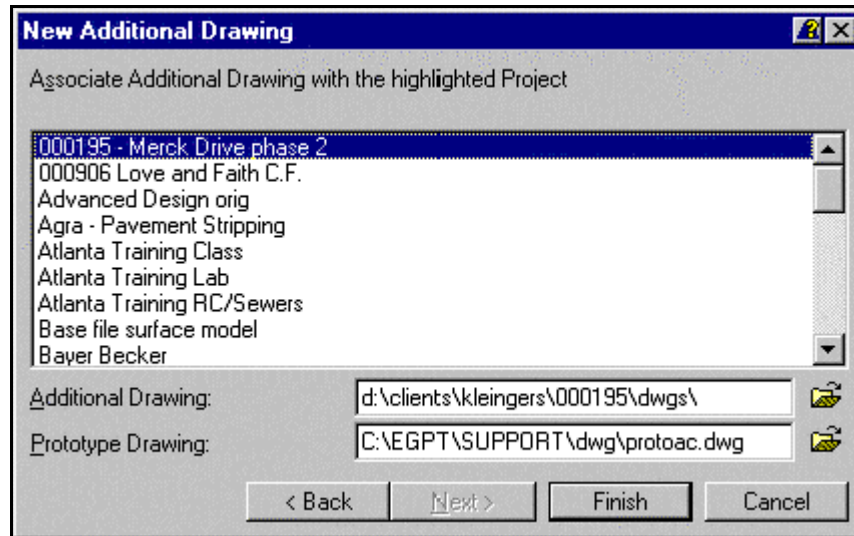 New Additional Drawing
Associate Additional Drawing with the highlighted Project
000195 - Merck Drive phase 2
000906 Love and Faith C.F.
Advanced Design orig
Agra - Pavement Stripping
Atlanta Training Class
Atlanta Training Lab
Atlanta Training RC/Sewers
Base file surface model
Bayer Becker
Additional Drawing: d:\clients\kleingers\000195\dwgs\
Prototype Drawing: C:\EGPT\SUPPORT\dwg\protoac.dwg
< Back Next > Finish Cancel